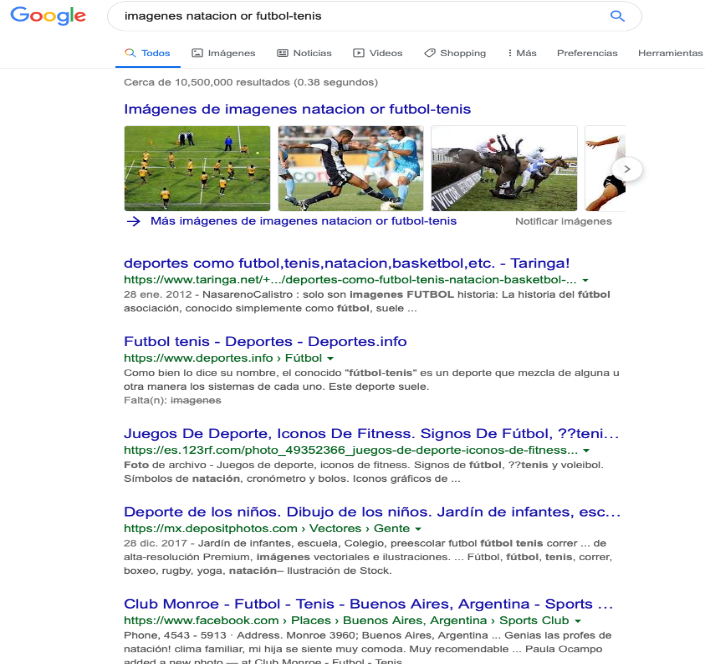 Google imagenes natacion or futbol-tenis
Todos Imágenes Noticias Videos Shopping Más Preferencias Herramientas
Cerca de 10,500,000 resultados (0.38 segundos)
Imágenes de imagenes natacion or futbol-tenis
Más imágenes de imagenes natacion or futbol-tenis Notificar imágenes
deportes como futbol,tenis,natacion,basketbol,etc. - Taringa!
https://www.taringa.net/+.../deportes-como-futbol-tenis-natacion-basketbol-...
28 ene. 2012 - NasarenoCalistro : solo son imagenes FUTBOL historia: La historia del fútbol
asociación, conocido simplemente como fútbol, suele ...
Futbol tenis - Deportes - Deportes.info
https://www.deportes.info › Fútbol
Como bien lo dice su nombre, el conocido "fútbol-tenis" es un deporte que mezcla de alguna u
otra manera los sistemas de cada uno. Este deporte suele.
Falta(n): imagenes
Juegos De Deporte, Iconos De Fitness. Signos De Fútbol, ??teni...
https://es.123rf.com/photo_49352366_juegos-de-deporte-iconos-de-fitness...
Foto de archivo - Juegos de deporte, iconos de fitness. Signos de fútbol, ??tenis y voleibol.
Símbolos de natación, cronómetro y bolos. Iconos gráficos de ...
Deporte de los niños. Dibujo de los niños. Jardín de infantes, esc...
https://mx.depositphotos.com › Vectores › Gente
28 dic. 2017 - Jardín de infantes, escuela, Colegio, preescolar futbol fútbol tenis correr ... de
alta-resolución Premium, imágenes vectoriales e ilustraciones. ... Fútbol, fútbol, tenis, correr,
boxeo, rugby, yoga, natación– Ilustración de Stock.
Club Monroe - Futbol - Tenis - Buenos Aires, Argentina - Sports ...
https://www.facebook.com › Places › Buenos Aires, Argentina › Sports Club
Phone, 4543 - 5913 · Address. Monroe 3960; Buenos Aires, Argentina ... Genias las profes de
natación! clima familiar, mi hija se siente muy comoda. Muy recomendable ... Paula Ocampo
added a new photo — at Club Monroe - Futbol - Tenis.